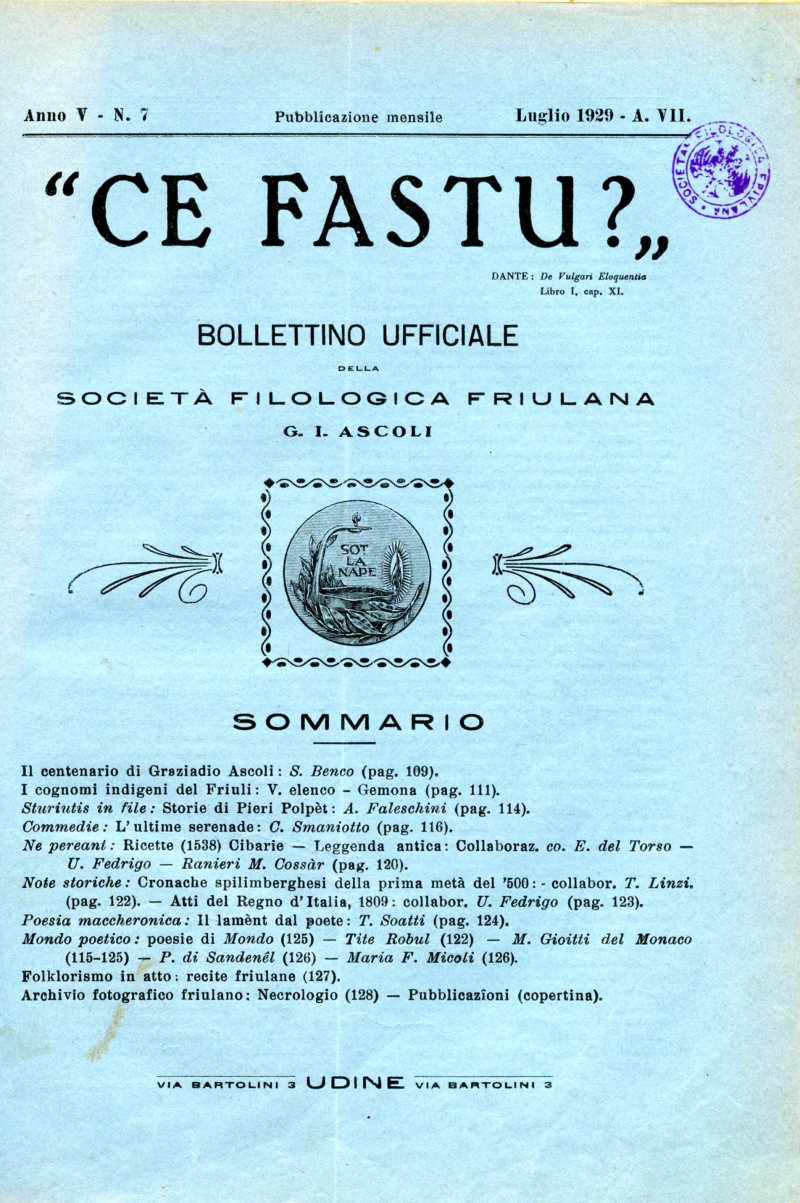 Anno V - N. 7 Pubblicazione mensile Luglio 1929 - A. VII.
SOCIETÀ FILOLOGICA FRIULANA
“CE FASTU?„
DANTE: De Vulgari Eloquentia
Libro I, cap. XI.
BOLLETTINO UFFICIALE
DELLA
SOCIETÀ FILOLOGICA FRIULANA
G. I. ASCOLI
SOT
LA
NAPE
SOMMARIO
Il centenario di Graziadio Ascoli: S. Benco (pag. 109).
I cognomi indigeni del Friuli: V. elenco - Gemona (pag. 111).
Sturiutis in file: Storie di Pieri Polpèt: A. Faleschini (pag. 114).
Commedie: L'ultime serenade: C. Smaniotto (pag. 116).
Ne pereant: Ricette (1538) Cibarie — Leggenda antica: Collaboraz. co. E. del Torso —
U. Fedrigo — Ranieri M. Cossàr (pag. 120).
Note storiche: Cronache spilimberghesi della prima metà del '500: - collabor. T. Linzi.
(pag. 122). — Atti del Regno d'Italia, 1809: collabor. U. Fedrigo (pag. 123).
Poesia maccheronica: Il lamènt dal poete: T. Soatti (pag. 124).
Mondo poetico: poesie di Mondo (125) — Tite Robul (122) — M. Gioitti del Monaco
(115-125) — P. di Sandenêl (126) — Maria F. Micoli (126).
Folklorismo in atto: recite friulane (127).
Archivio fotografico friulano: Necrologio (128) — Pubblicazîoni (copertina).
VIA BARTOLINI 3 UDINE VIA BARTOLINI 3